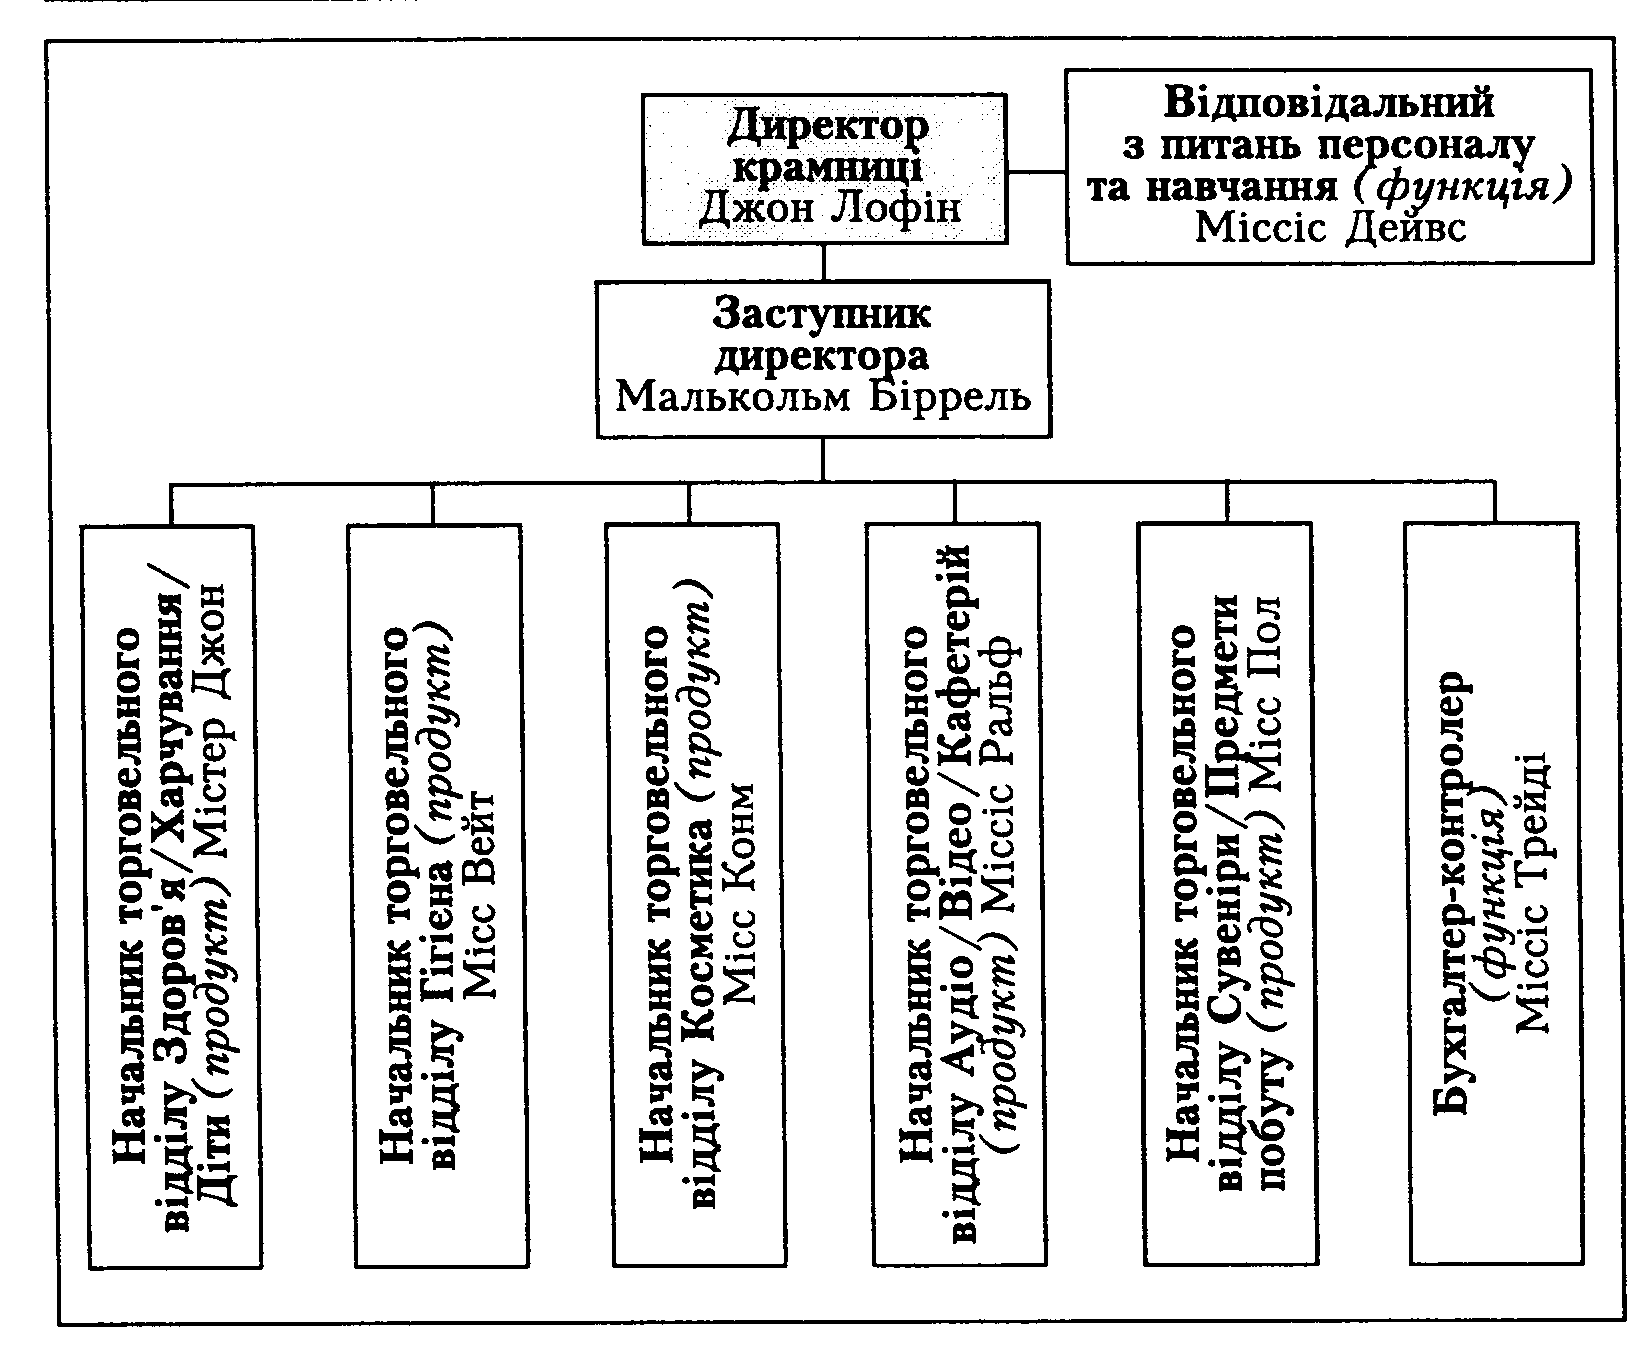 Директор
крамниці
Джон Лофін
Відповідальний
з питань персоналу
та навчання (функція)
Міссіс Дейвс
Заступник
директора
Малькольм Біррель
Начальник торговельного
відділу Здоров'я/Харчування/
Діти (продукт) Містер Джон
Начальник торговельного
відділу Гігієна (продукт)
Місс Вейт
Начальник торговельного
відділу Косметика (продукт)
Місс Конм
Начальник торговельного
відділу Аудіо/Відео/Кафетерій
(продукт) Міссіс Ральф
Начальник торговельного
відділу Сувеніри/Предмети
побуту (продукт) Місс Пол
Бухгалтер-контролер
(функція)
Міссіс Трейді